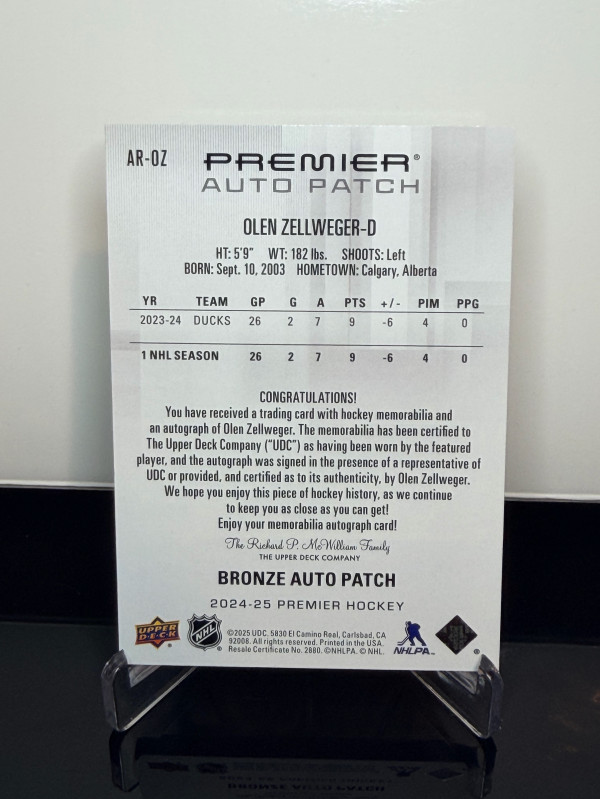 AR-OZ
PREMIER®
AUTO PATCH
OLEN ZELLWEGER-D
HT: 5'9" WT: 182 lbs. SHOOTS: Left
BORN: Sept. 10, 2003 HOMETOWN: Calgary, Alberta
YR TEAM GP G A PTS +/- PIM PPG
2023-24 DUCKS 26 2 7 9 -6 4 0
1 NHL SEASON 26 2 7 9 -6 4 0
CONGRATULATIONS!
You have received a trading card with hockey memorabilia and
an autograph of Olen Zellweger. The memorabilia has been certified to
The Upper Deck Company ("UDC") as having been worn by the featured
player, and the autograph was signed in the presence of a representative of
UDC or provided, and certified as to its authenticity, by Olen Zellweger.
We hope you enjoy this piece of hockey history, as we continue
to keep you as close as you can get!
Enjoy your memorabilia autograph card!
The Richard P. McWilliam Family
THE UPPER DECK COMPANY
BRONZE AUTO PATCH
2024-25 PREMIER HOCKEY
UPPER DECK
NHL
©2025 UDC, 5830 El Camino Real, Carlsbad, CA
92008. All rights reserved. Printed in the USA.
Resale Certificate No. 2880. ©NHLPA. © NHL.
NHLPA